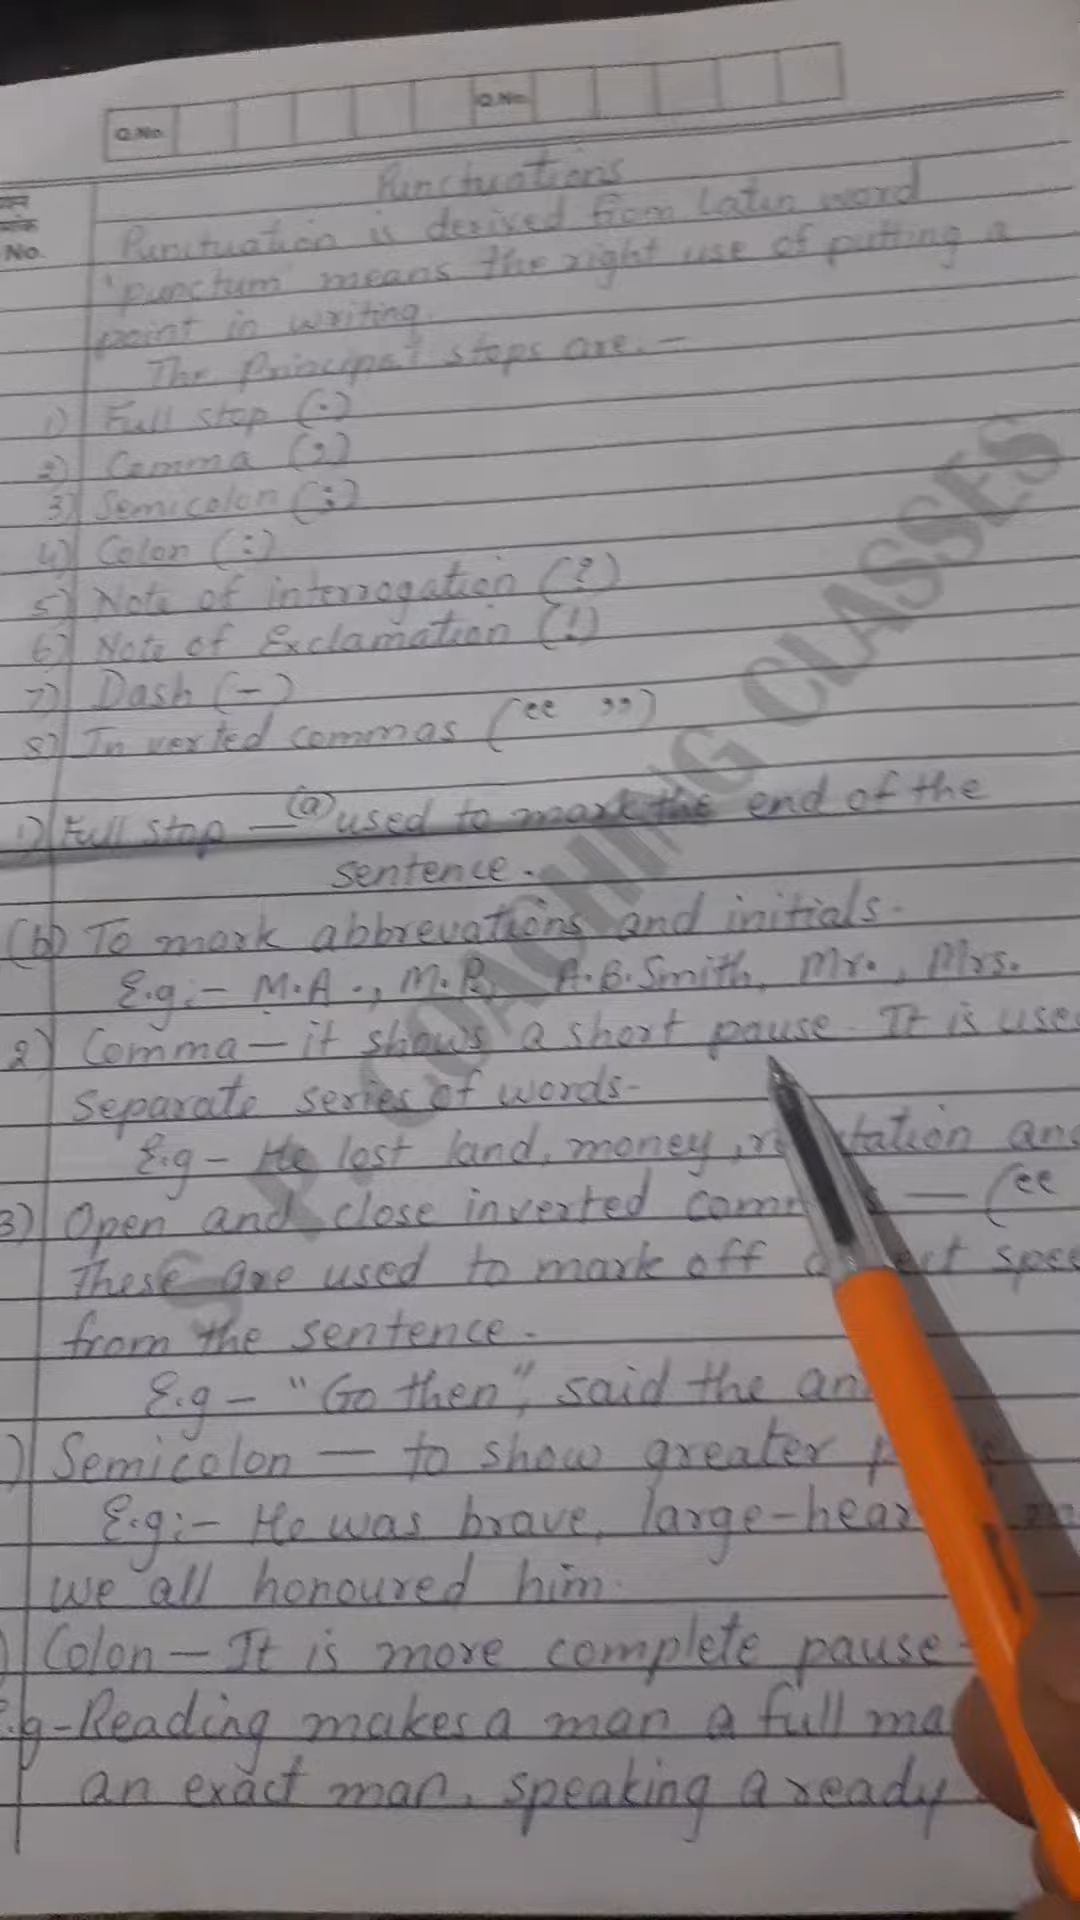 Q.No. Q.No.
No.
Punctuations
Punctuation is derived from Latin word
'punctum' means the right use of putting a
point in writing.
The Principal stops are. -
1) Full stop (.)
2) Comma (,)
3) Semicolon (;)
4) Colon (:)
5) Note of interrogation (?)
6) Note of Exclamation (!)
7) Dash (-)
8) Inverted commas (“ ”)
1) Full stop — (a) used to mark the end of the
sentence.
(b) To mark abbrevations and initials.
E.g:- M.A., M.P, A.B.Smith, Mr., Mrs.
2) Comma - it shows a short pause. It is use
separate series of words-
E.g - He lost land, money, and
3) Open and close inverted — (“
These are used to mark off
from the sentence.
E.g - "Go then", said the
) Semicolon — to show greater
E.g:- He was brave, large-hear
we all honoured him.
) Colon - It is more complete pause-
.g - Reading makes a man a full ma
an exact man, speaking a ready
S.P. COACHING CLASSES